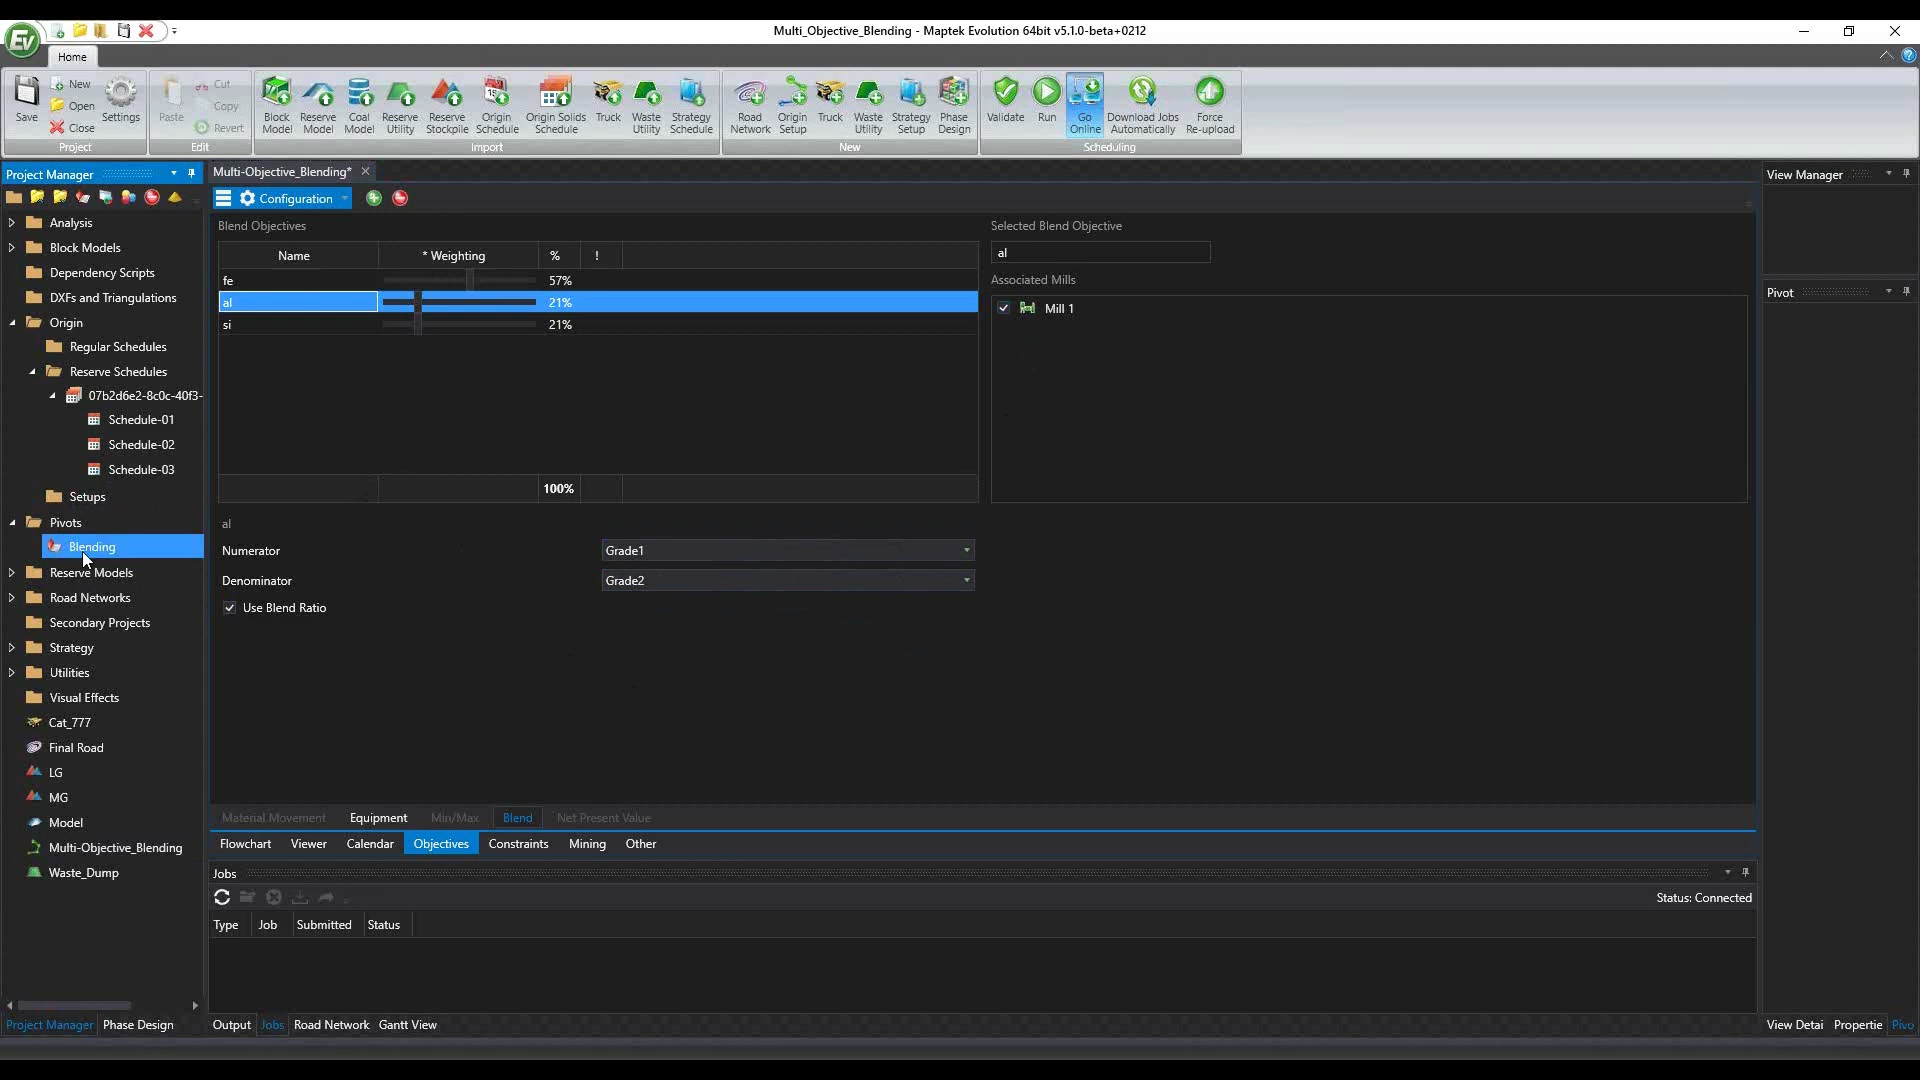 Multi_Objective_Blending - Maptek Evolution 64bit v5.1.0-beta+0212
Ev
Home
Save
New
Open
Close
Settings
Project
Paste
Cut
Copy
Revert
Edit
Block Model
Reserve Model
Coal Model
Reserve Utility
Reserve Stockpile
Origin Schedule
Origin Solids Schedule
Truck
Waste Utility
Strategy Schedule
Import
Road Network
Origin Setup
Truck
Waste Utility
Strategy Setup
Phase Design
New
Validate
Run
Go Online
Download Jobs Automatically
Force Re-upload
Scheduling
Project Manager
Analysis
Block Models
Dependency Scripts
DXFs and Triangulations
Origin
Regular Schedules
Reserve Schedules
07b2d6e2-8c0c-40f3-
Schedule-01
Schedule-02
Schedule-03
Setups
Pivots
Blending
Reserve Models
Road Networks
Secondary Projects
Strategy
Utilities
Visual Effects
Cat_777
Final Road
LG
MG
Model
Multi-Objective_Blending
Waste_Dump
Project Manager
Phase Design
Multi-Objective_Blending*
Configuration
Blend Objectives
Name * Weighting % !
fe 57%
al 21%
si 21%
100%
Selected Blend Objective
al
Associated Mills
Mill 1
al
Numerator Grade1
Denominator Grade2
Use Blend Ratio
Material Movement Equipment Min/Max Blend Net Present Value
Flowchart Viewer Calendar Objectives Constraints Mining Other
Jobs
Status: Connected
Type Job Submitted Status
Output Jobs Road Network Gantt View
View Manager
Pivot
View Detai Propertie Pivo